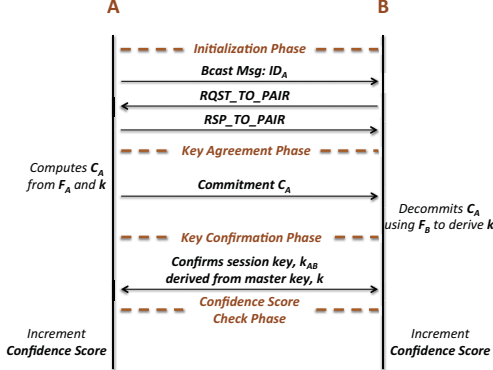 A
B
Initialization Phase
Bcast Msg: ID_A
RQST_TO_PAIR
RSP_TO_PAIR
Key Agreement Phase
Computes C_A
from F_A and k
Commitment C_A
Decommits C_A
using F_B to derive k
Key Confirmation Phase
Confirms session key, k_AB
derived from master key, k
Confidence Score
Check Phase
Increment
Confidence Score
Increment
Confidence Score